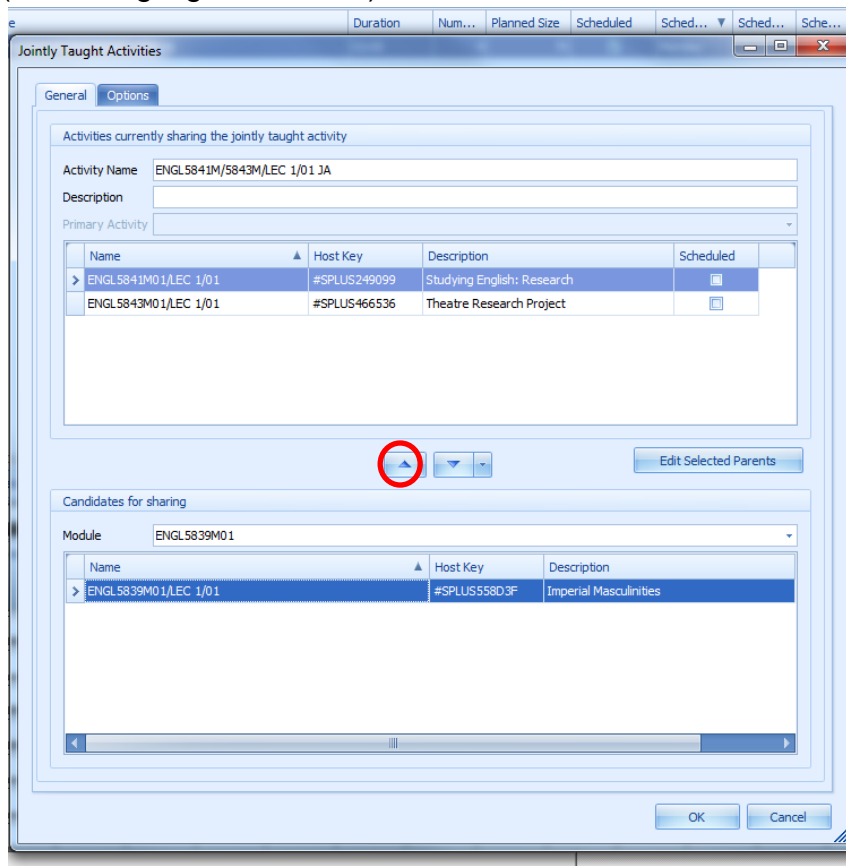 e Duration Num... Planned Size Scheduled Sched... Sched... Sche...
Jointly Taught Activities
General Options
Activities currently sharing the jointly taught activity
Activity Name ENGL5841M/5843M/LEC 1/01 JA
Description
Primary Activity
Name Host Key Description Scheduled
ENGL5841M01/LEC 1/01 #SPLUS249099 Studying English: Research
ENGL5843M01/LEC 1/01 #SPLUS466536 Theatre Research Project
Edit Selected Parents
Candidates for sharing
Module ENGL5839M01
Name Host Key Description
ENGL5839M01/LEC 1/01 #SPLUS558D3F Imperial Masculinities
OK Cancel